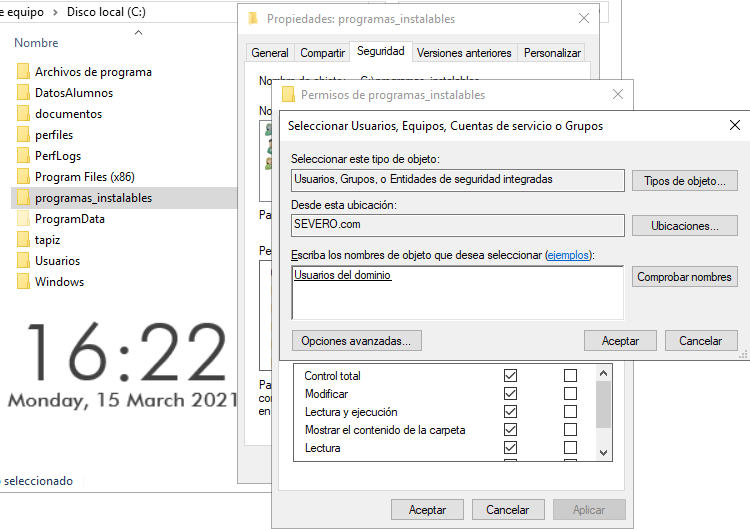 e equipo > Disco local (C:)
Nombre
Archivos de programa
DatosAlumnos
documentos
perfiles
PerfLogs
Program Files (x86)
programas_instalables
ProgramData
tapiz
Usuarios
Windows
16:22
Monday, 15 March 2021
seleccionado
Propiedades: programas_instalables
General Compartir Seguridad Versiones anteriores Personalizar
Permisos de programas_instalables
No
Pa
Pe
Pa
co
en
Seleccionar Usuarios, Equipos, Cuentas de servicio o Grupos
Seleccionar este tipo de objeto:
Usuarios, Grupos, o Entidades de seguridad integradas
Tipos de objeto...
Desde esta ubicación:
SEVERO.com
Ubicaciones...
Escriba los nombres de objeto que desea seleccionar (ejemplos):
Usuarios del dominio
Comprobar nombres
Opciones avanzadas...
Aceptar
Cancelar
Control total
Modificar
Lectura y ejecución
Mostrar el contenido de la carpeta
Lectura
Aceptar
Cancelar
Aplicar